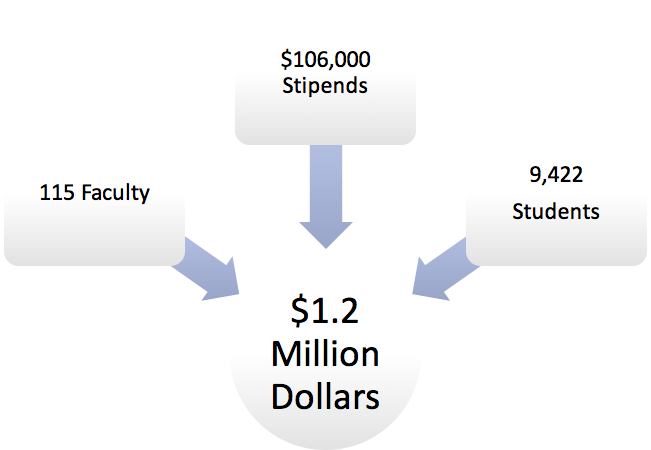 $106,000
Stipends
115 Faculty
9,422
Students
$1.2
Million
Dollars